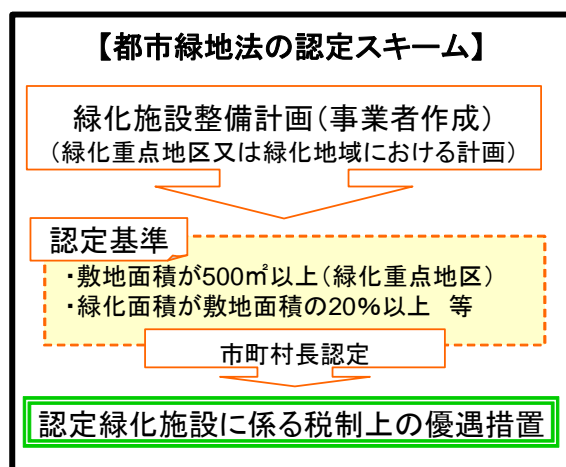 【都市緑地法の認定スキーム】
緑化施設整備計画（事業者作成）
（緑化重点地区又は緑化地域における計画）
認定基準
・敷地面積が500㎡以上（緑化重点地区）
・緑化面積が敷地面積の20%以上　等
市町村長認定
認定緑化施設に係る税制上の優遇措置